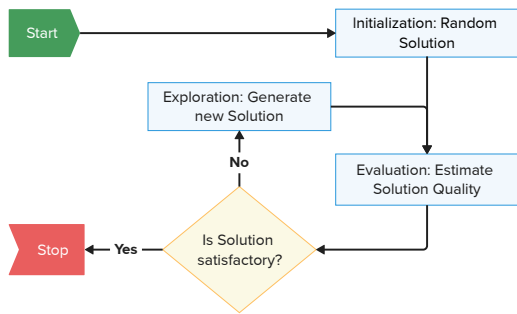 Start
Initialization: Random
Solution
Exploration: Generate
new Solution
No
Evaluation: Estimate
Solution Quality
Is Solution
satisfactory?
Yes
Stop